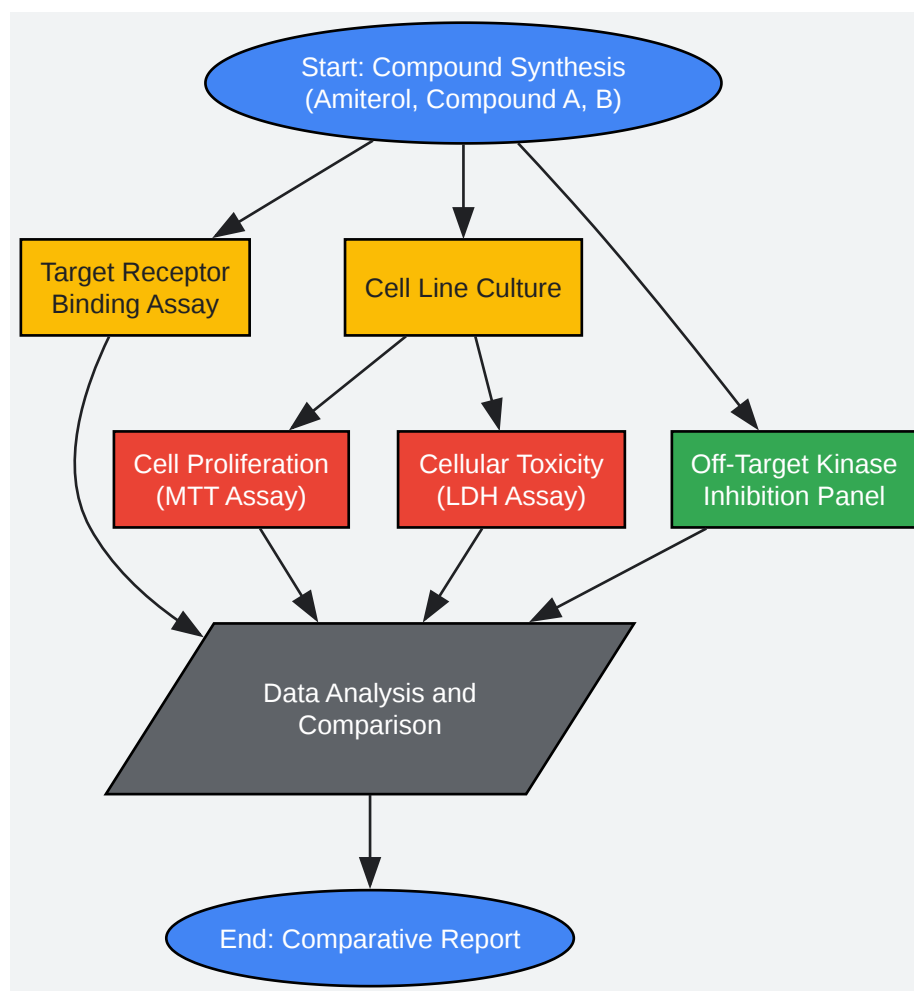 Start: Compound Synthesis
(Amiterol, Compound A, B)
Target Receptor
Binding Assay
Cell Line Culture
Cell Proliferation
(MTT Assay)
Cellular Toxicity
(LDH Assay)
Off-Target Kinase
Inhibition Panel
Data Analysis and
Comparison
End: Comparative Report